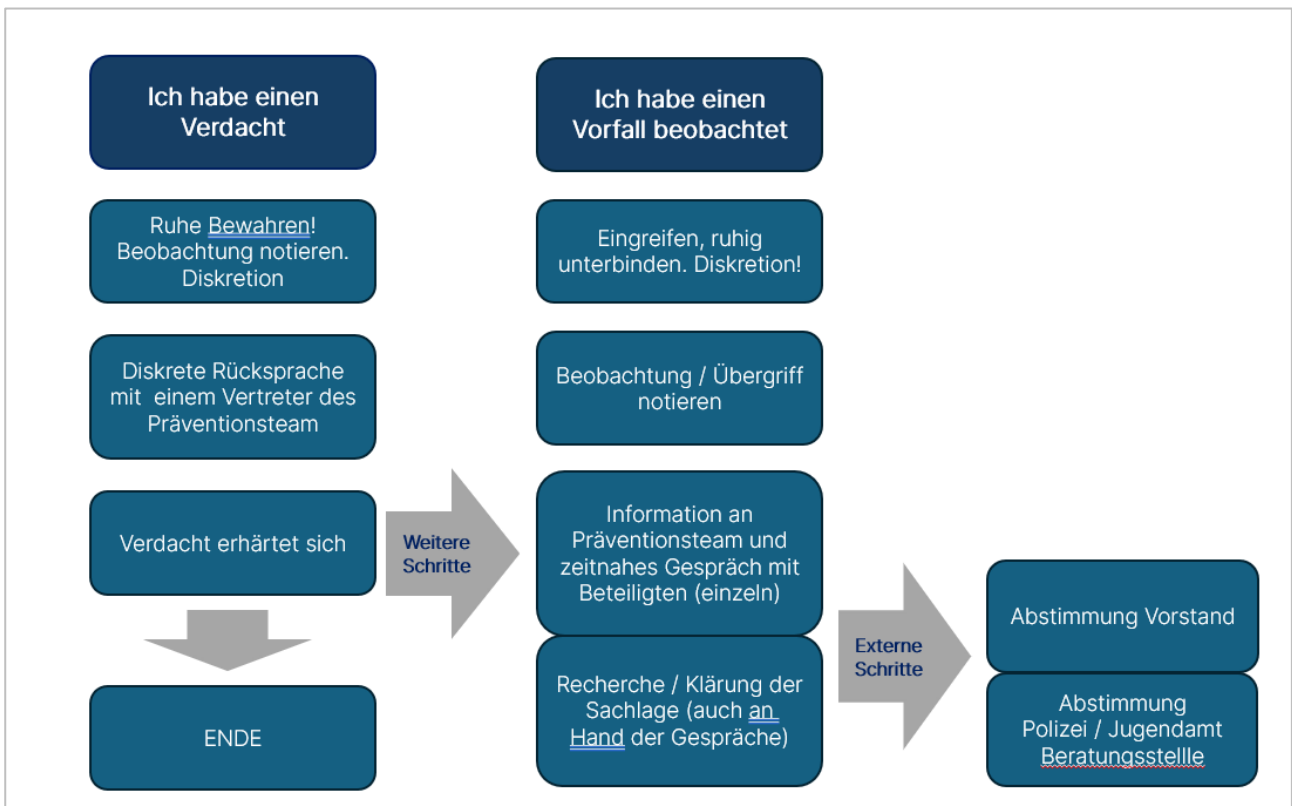 Ich habe einen
Verdacht
Ruhe Bewahren!
Beobachtung notieren.
Diskretion
Diskrete Rücksprache
mit einem Vertreter des
Präventionsteam
Verdacht erhärtet sich
ENDE
Weitere
Schritte
Ich habe einen
Vorfall beobachtet
Eingreifen, ruhig
unterbinden. Diskretion!
Beobachtung / Übergriff
notieren
Information an
Präventionsteam und
zeitnahes Gespräch mit
Beteiligten (einzeln)
Recherche / Klärung der
Sachlage (auch an
Hand der Gespräche)
Externe
Schritte
Abstimmung Vorstand
Abstimmung
Polizei / Jugendamt
Beratungsstellle